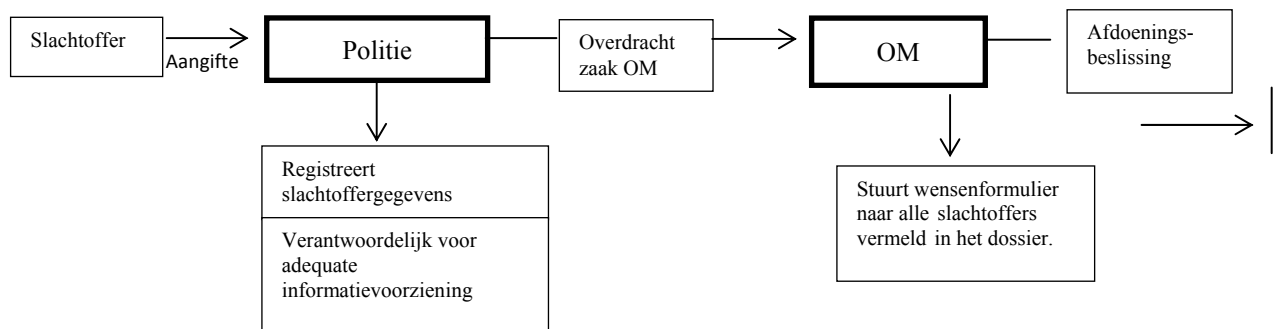 Slachtoffer
Aangifte
Politie
Overdracht
zaak OM
OM
Afdoenings-
beslissing
Registreert
slachtoffergegevens
Verantwoordelijk voor
adequate
informatievoorziening
Stuurt wensenformulier
naar alle slachtoffers
vermeld in het dossier.